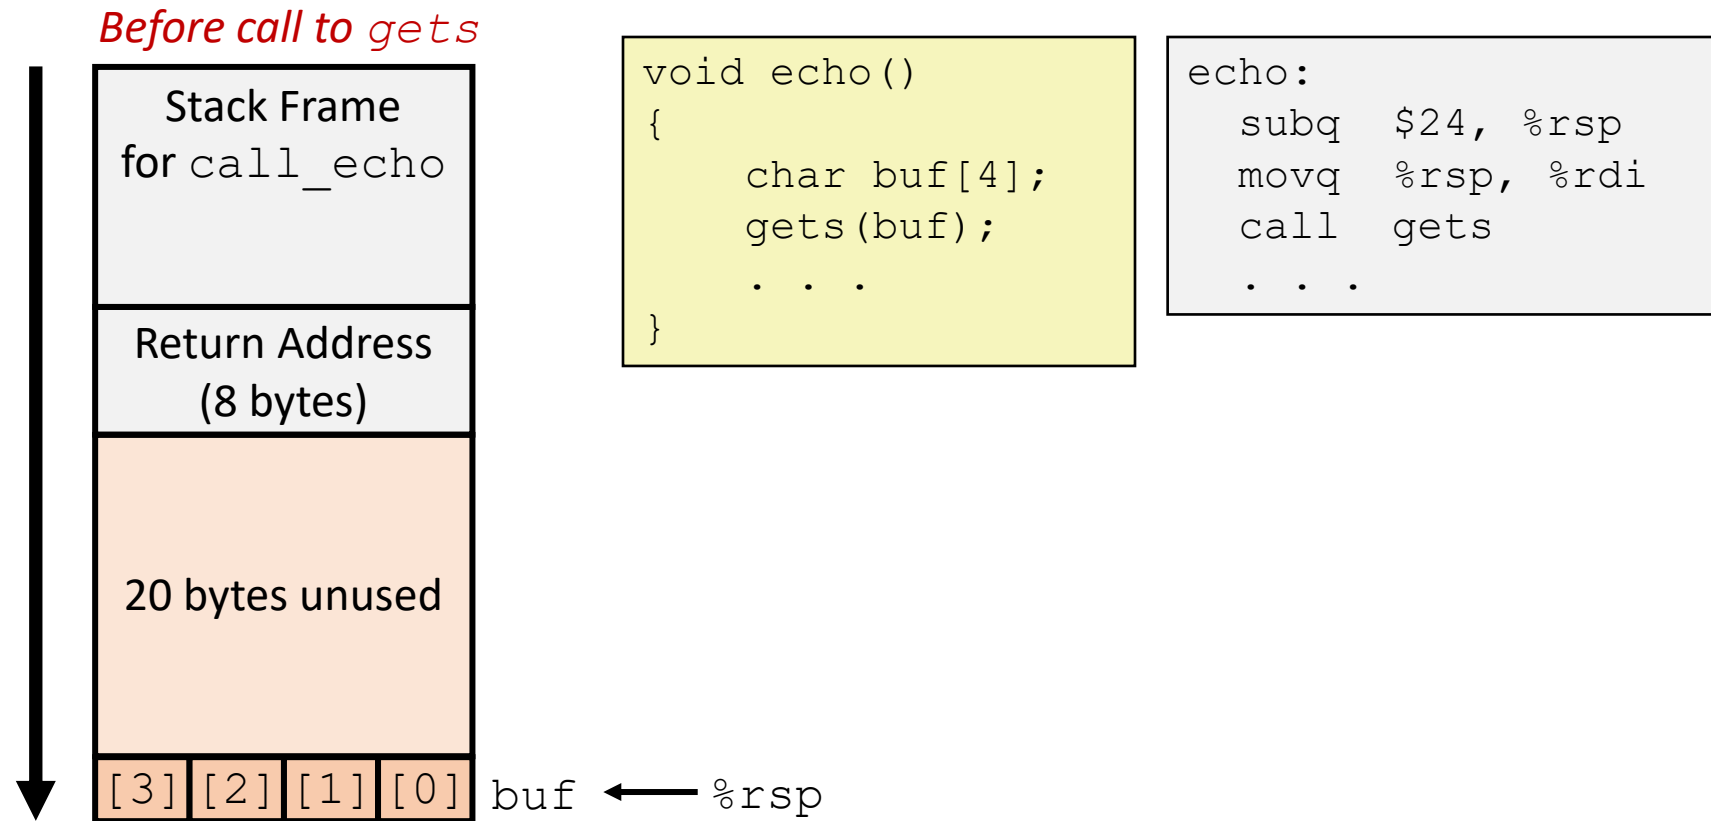 Before call to gets
Stack Frame
for call_echo
Return Address
(8 bytes)
20 bytes unused
[3] [2] [1] [0] buf %rsp
void echo()
{
    char buf[4];
    gets(buf);
    . . .
}
echo:
  subq  $24, %rsp
  movq  %rsp, %rdi
  call  gets
  . . .